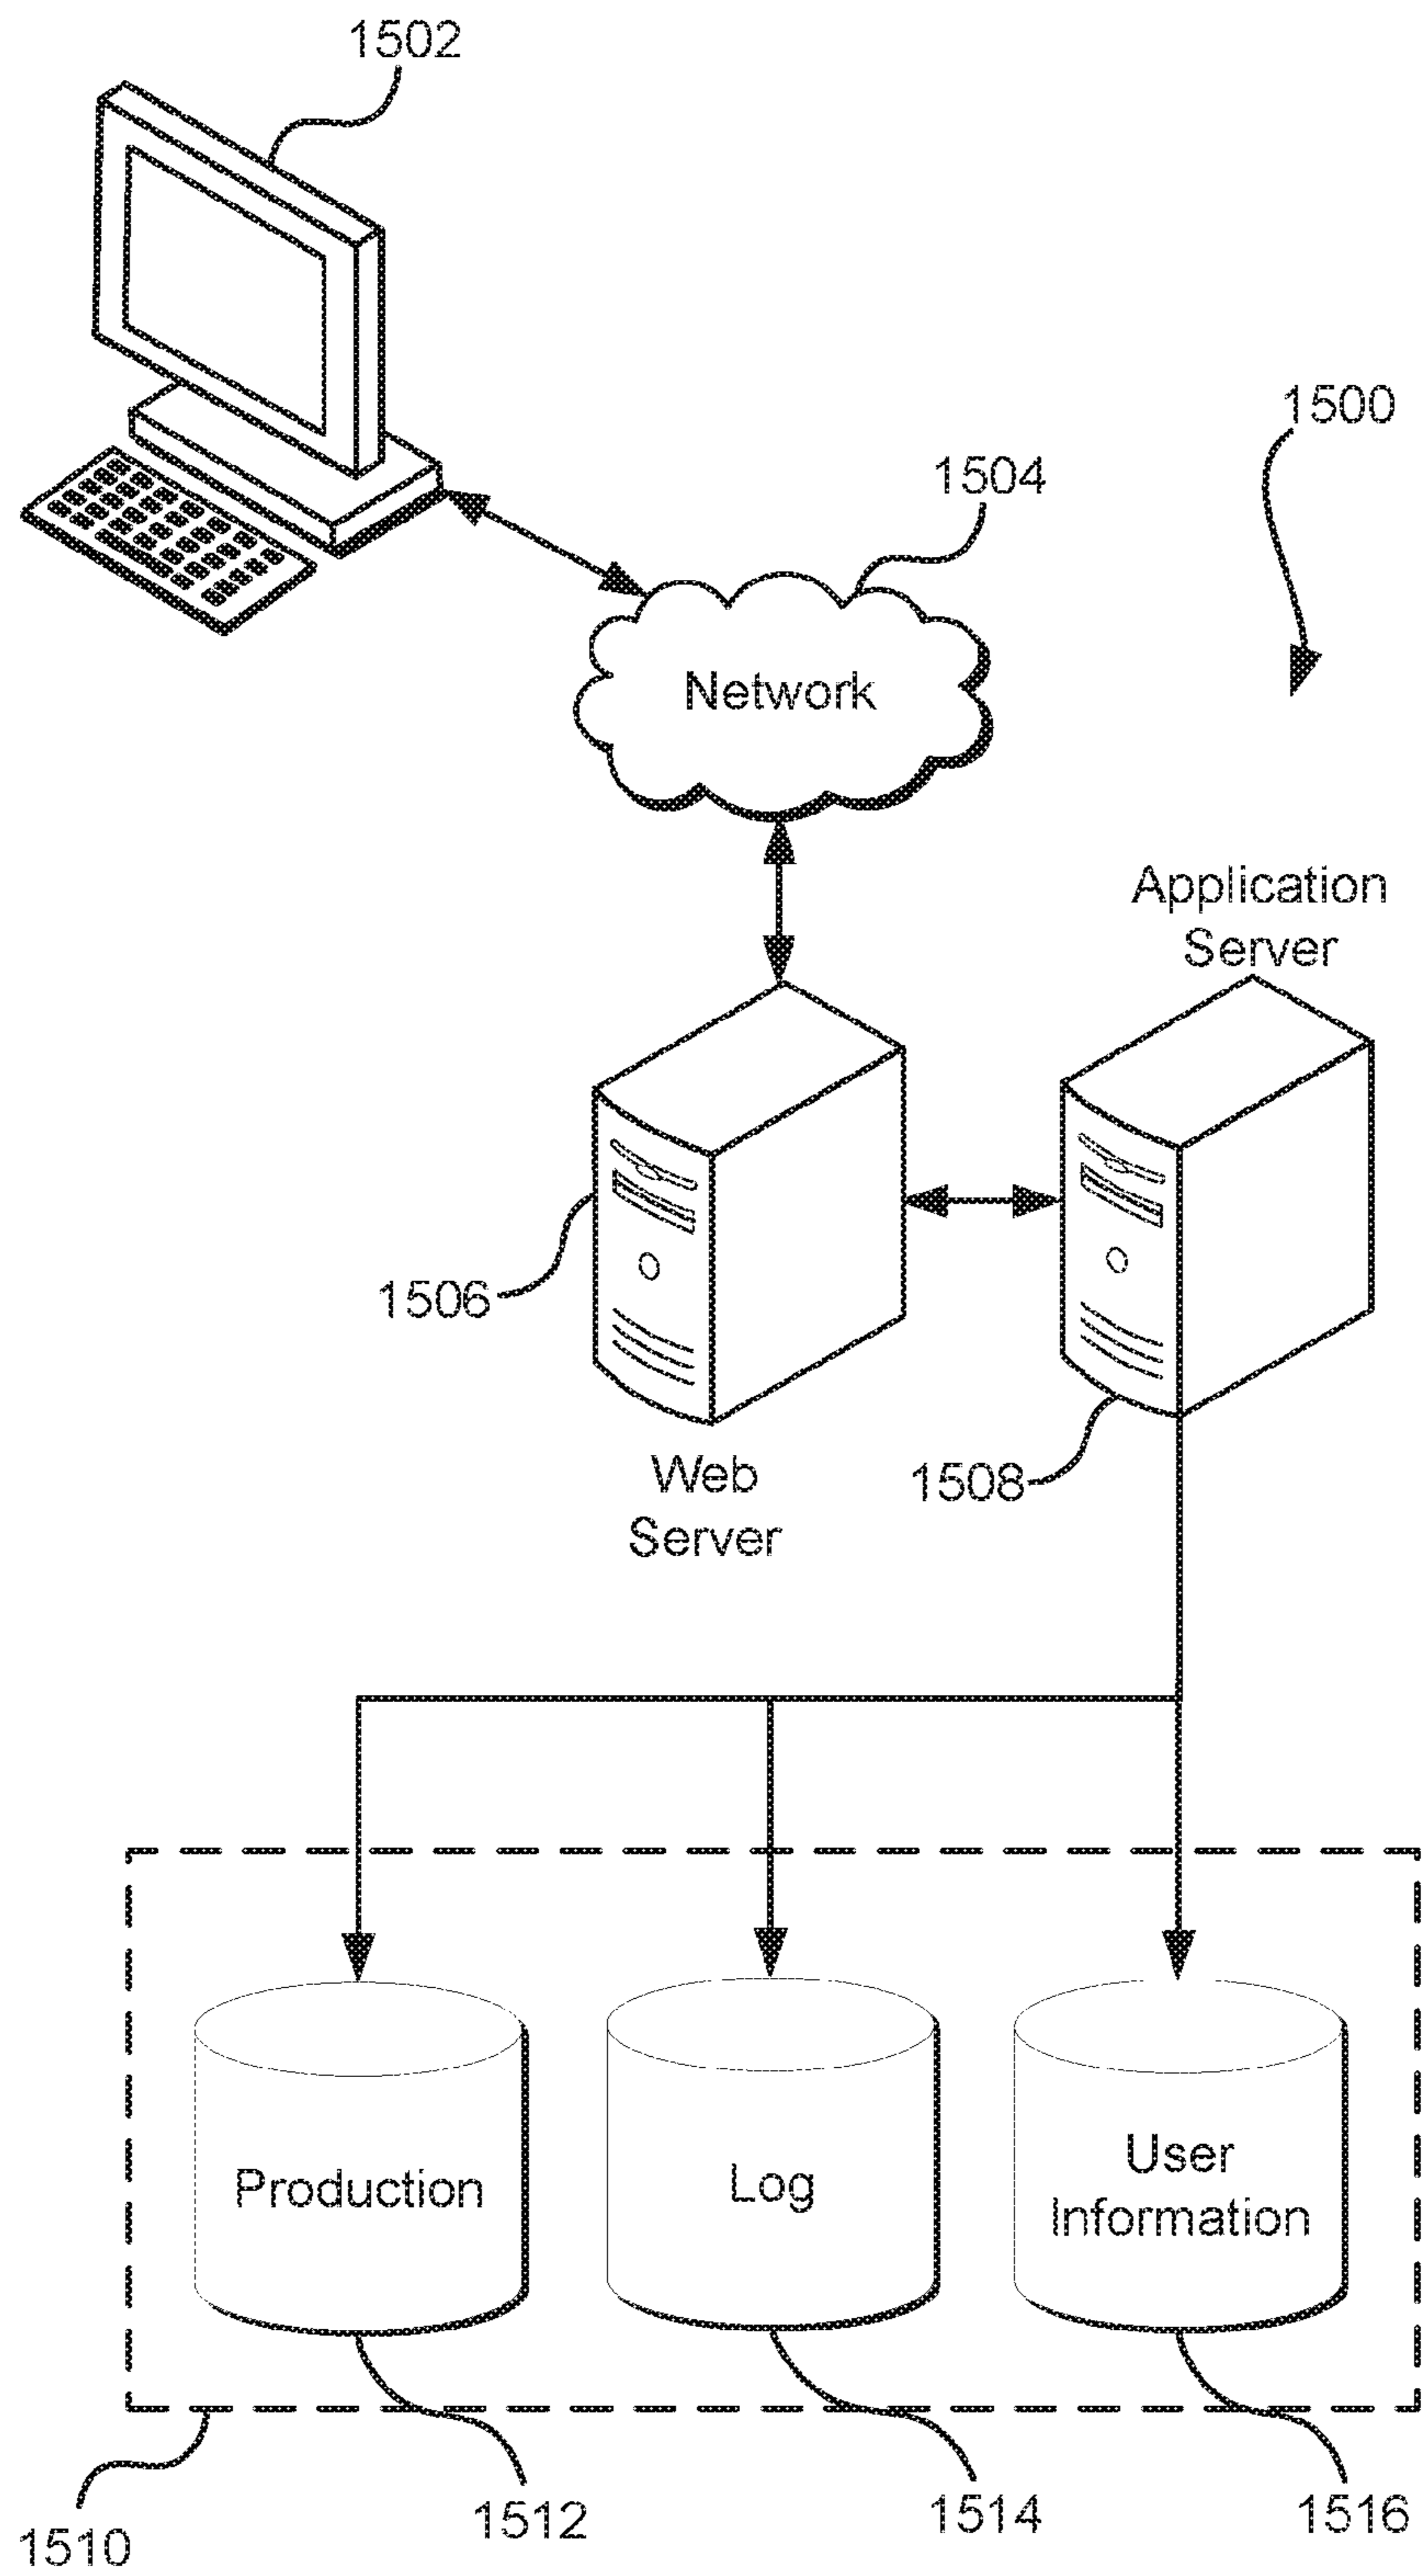 1502
1500
1504
Network
Application
Server
1506
1508
Web
Server
Production
Log
User
Information
1510
1512
1514
1516